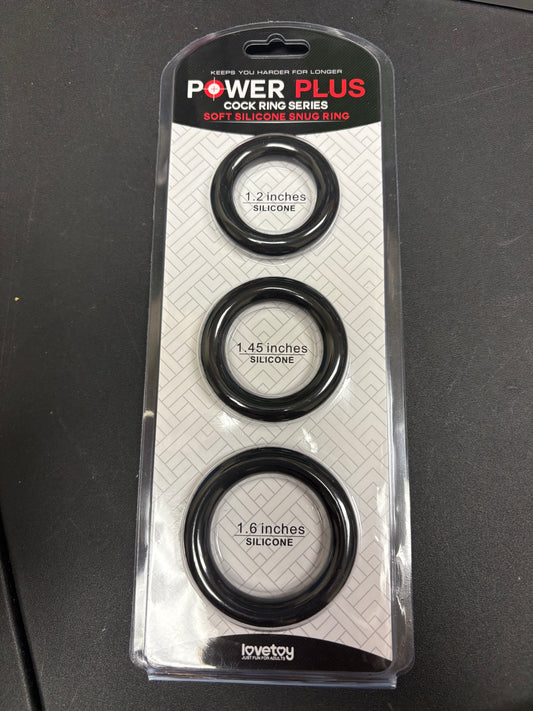 KEEPS YOU HARDER FOR LONGER
POWER PLUS
COCK RING SERIES
SOFT SILICONE SNUG RING
1.2 inches
SILICONE
1.45 inches
SILICONE
1.6 inches
SILICONE
lovetoy
JUST FUN FOR ADULTS